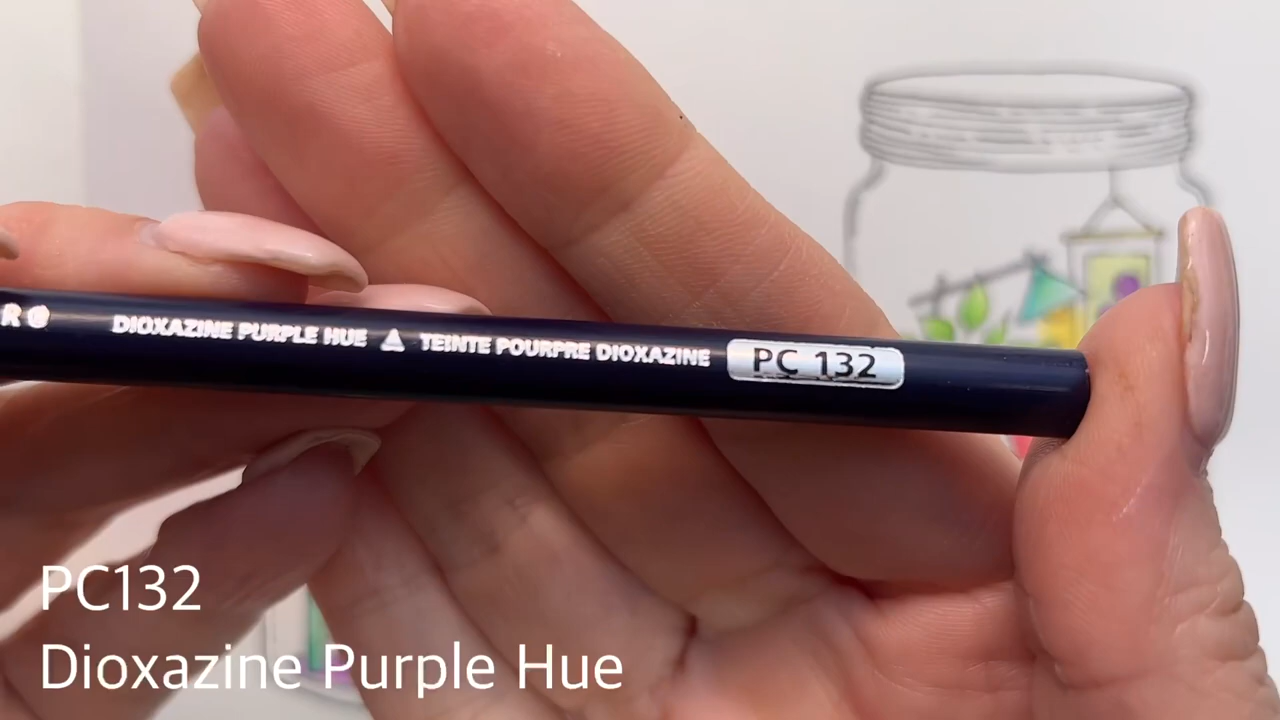 R DIOXAZINE PURPLE HUE TEINTE POURPRE DIOXAZINE PC 132
PC132
Dioxazine Purple Hue